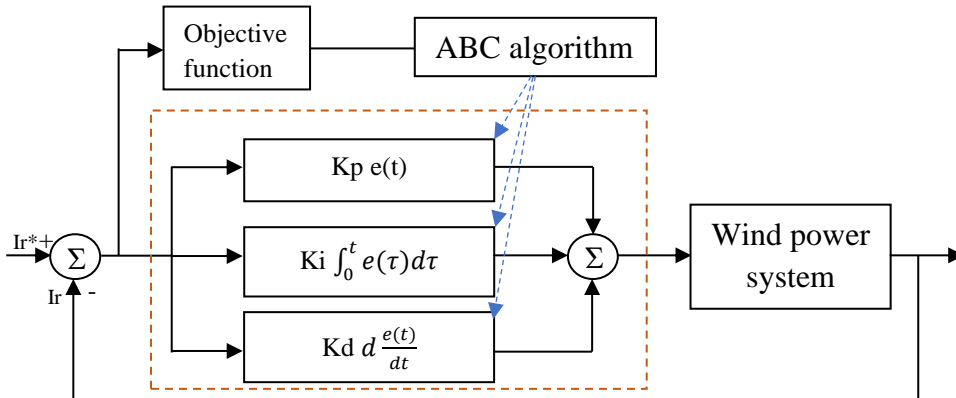 Objective
function
ABC algorithm
Kp e(t)
Ir*+
Σ
Ir
-
Ki ∫₀ᵗ e(τ)dτ
Σ
Wind power
system
Kd d e(t)/dt